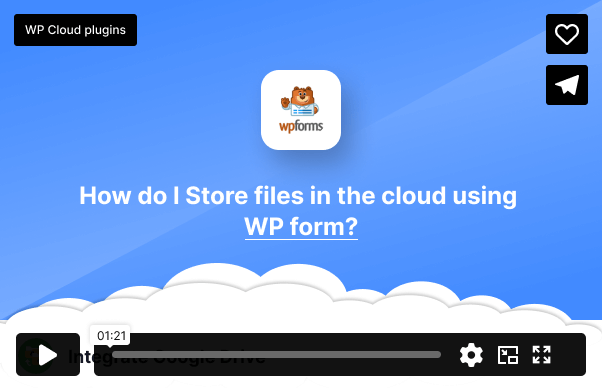 WP Cloud plugins
wpforms
How do I Store files in the cloud using
WP form?
01:21
Integrate Google Drive